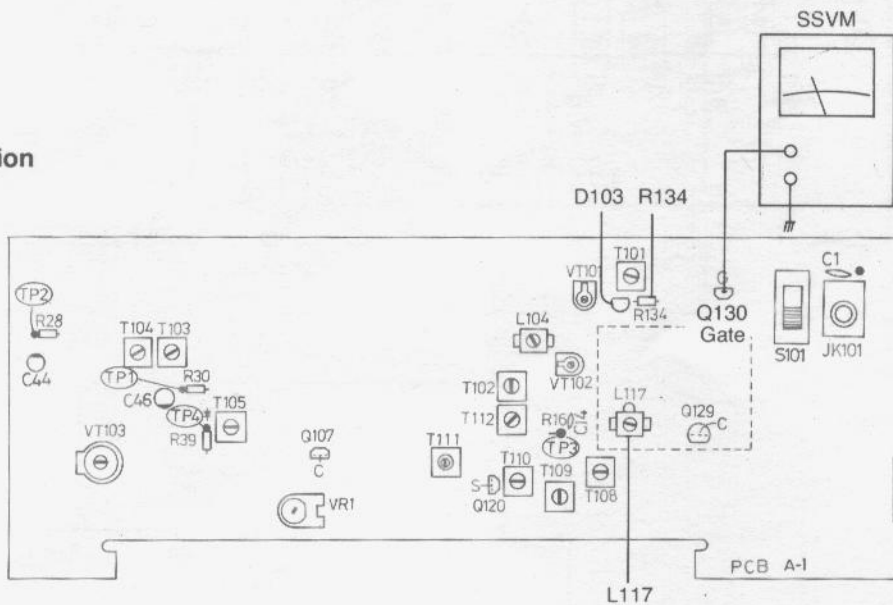 SSVM
ion
D103 R134
T101
VT101
G
C1
TP2
R134
Q130
Gate
R28
L104
T104 T103
S101
JK101
C44
TP1
R30
VT102
C46
T102
L117
TP4 *
T105
T112
R16
C14
Q129
C
R39
TP3
VT103
Q107
C
T111
T110
T109
T108
S
Q120
VR1
PCB A-1
L117